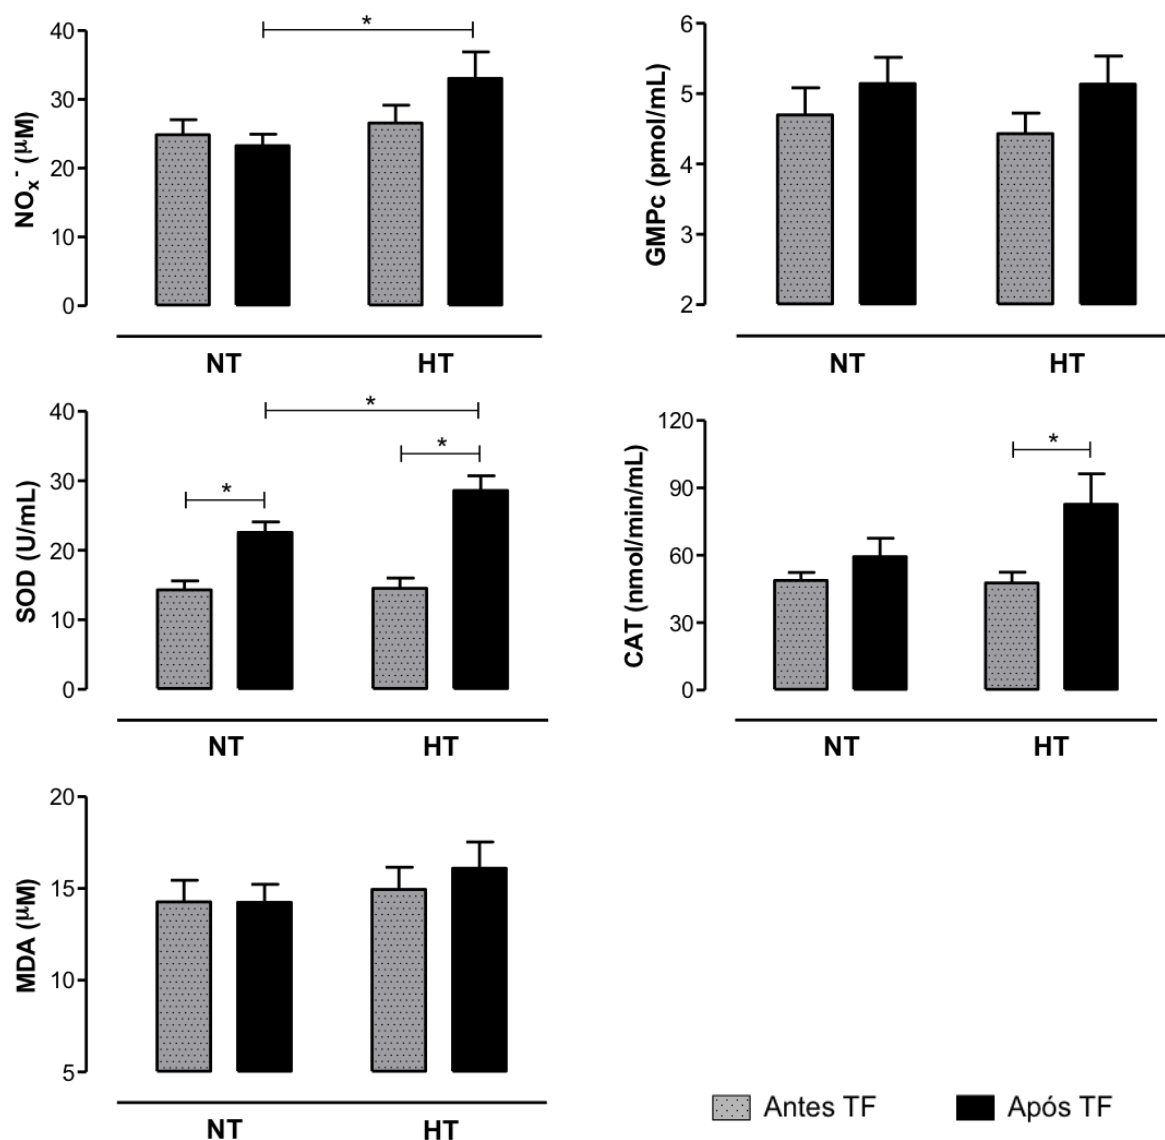 NOₓ⁻ (μM)
40
30
20
10
0
*
NT
HT
GMPc (pmol/mL)
6
5
4
3
2
NT
HT
SOD (U/mL)
40
30
20
10
0
*
*
*
NT
HT
CAT (nmol/min/mL)
120
90
60
30
0
*
NT
HT
MDA (μM)
20
15
10
5
NT
HT
Antes TF
Após TF